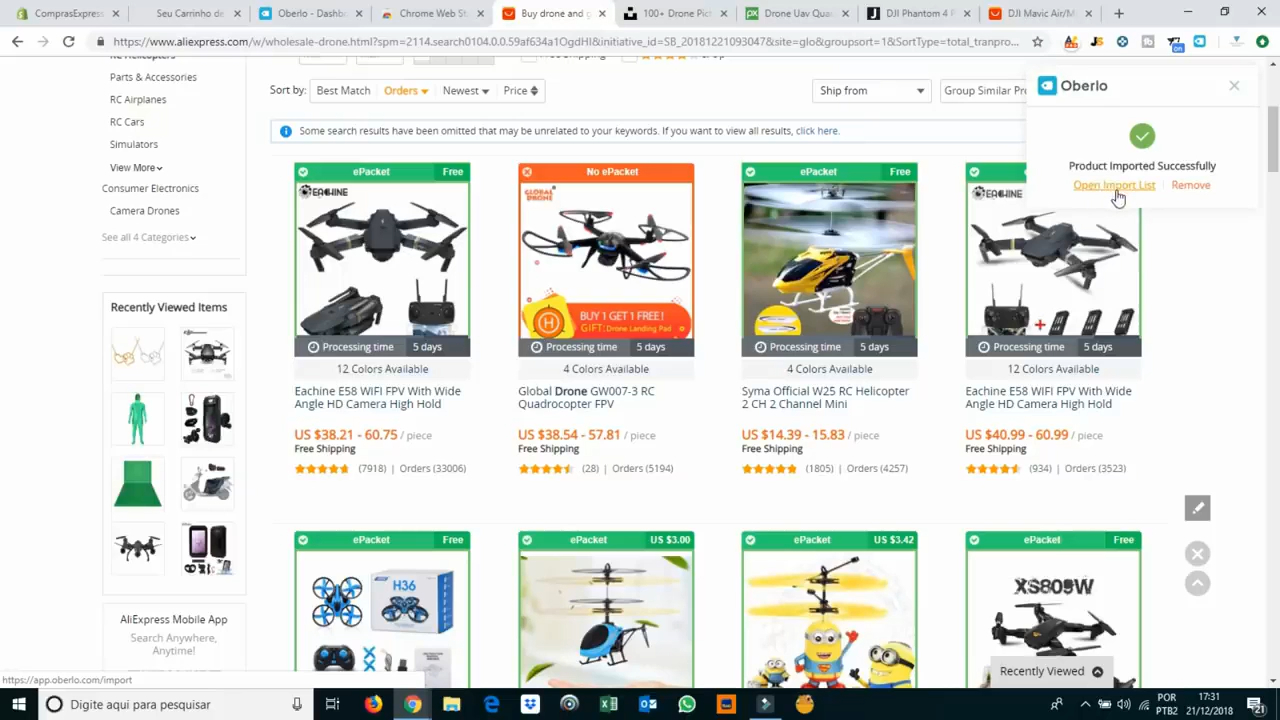 ComprasExpress
Seu Carrinho de
Oberlo - Dashbo
Chrome Web St
Buy drone and g
100+ Drone Pict
Drone Uav Quac
DJI Phantom 4 P
DJI Mavic Air/M
https://www.aliexpress.com/w/wholesale-drone.html?spm=2114.search0104.0.0.59af634a1OgdHI&initiative_id=SB_20181221093047&site=glo&groupsort=1&SortType=total_tranpro...
Parts & Accessories
RC Airplanes
RC Cars
Simulators
View More
Consumer Electronics
Camera Drones
See all 4 Categories
Sort by:
Best Match
Orders
Newest
Price
Ship from
Group Similar Pr
Some search results have been omitted that may be unrelated to your keywords. If you want to view all results, click here.
Oberlo
Product Imported Successfully
Open Import List | Remove
ePacket Free
No ePacket
ePacket Free
EACHINE
GLOBAL DRONE
EACHINE
BUY 1 GET 1 FREE!
GIFT: Drone Landing Pad
Processing time 5 days
Processing time 5 days
Processing time 5 days
Processing time 5 days
12 Colors Available
4 Colors Available
4 Colors Available
12 Colors Available
Eachine E58 WIFI FPV With Wide
Angle HD Camera High Hold
US $38.21 - 60.75 / piece
Free Shipping
(7918) | Orders (33006)
Global Drone GW007-3 RC
Quadrocopter FPV
US $38.54 - 57.81 / piece
Free Shipping
(28) | Orders (5194)
Syma Official W25 RC Helicopter
2 CH 2 Channel Mini
US $14.39 - 15.83 / piece
Free Shipping
(1805) | Orders (4257)
Eachine E58 WIFI FPV With Wide
Angle HD Camera High Hold
US $40.99 - 60.99 / piece
Free Shipping
(934) | Orders (3523)
Recently Viewed Items
AliExpress Mobile App
Search Anywhere,
Anytime!
ePacket Free
ePacket US $3.00
ePacket US $3.42
ePacket Free
H36
XS809W
Recently Viewed
https://app.oberlo.com/import
Digite aqui para pesquisar
POR
PTB2
17:31
21/12/2018
21